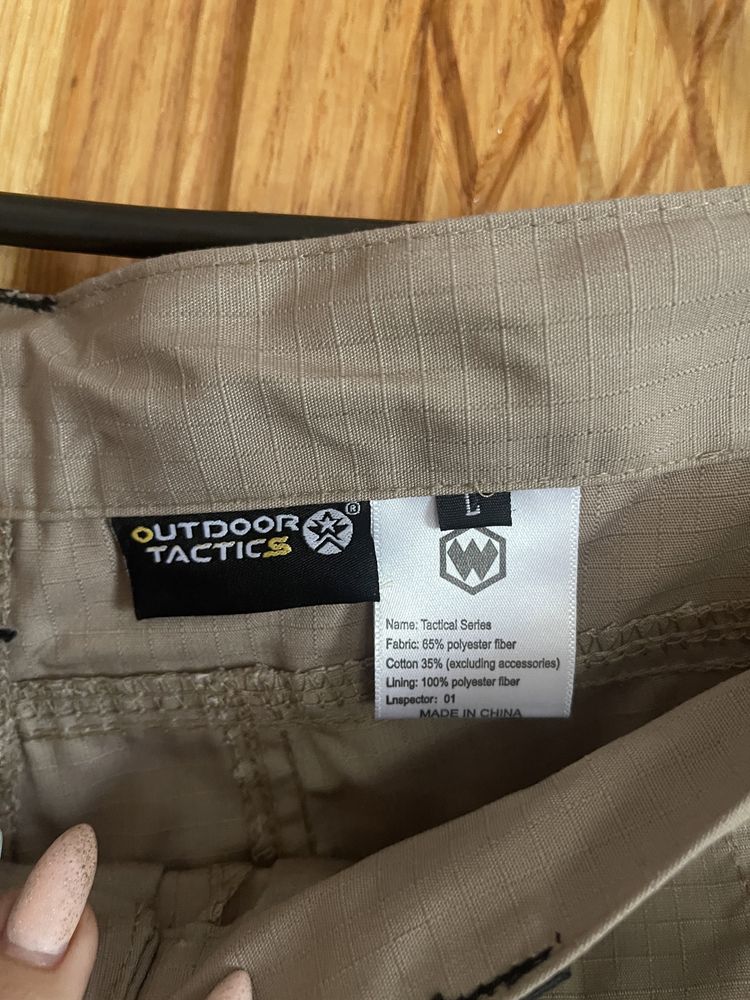 OUTDOOR
TACTICS
®
L
W
Name: Tactical Series
Fabric: 65% polyester fiber
Cotton 35% (excluding accessories)
Lining: 100% polyester fiber
Lnspector: 01
MADE IN CHINA